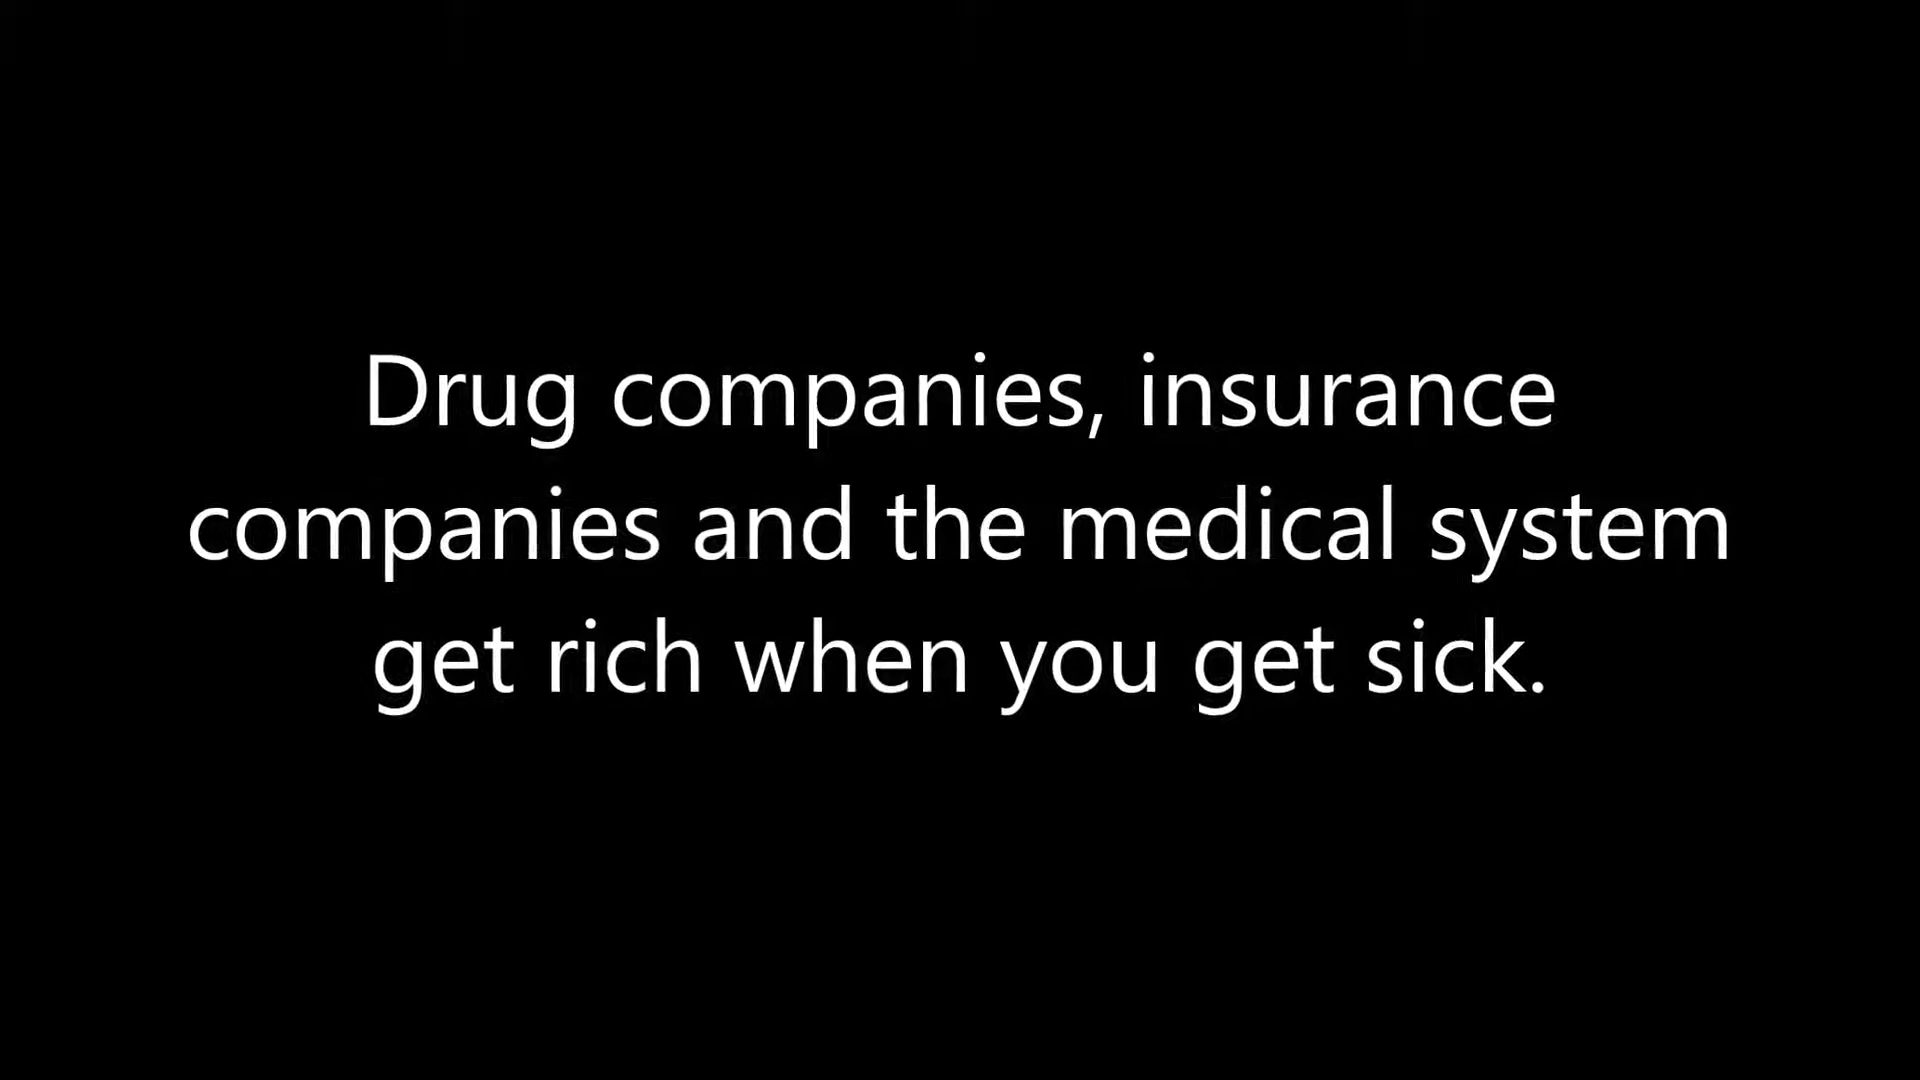 Drug companies, insurance
companies and the medical system
get rich when you get sick.